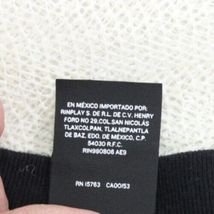 EN MÉXICO IMPORTADO POR:
RINPLAY S. DE R.L. DE C.V. HENRY
FORD NO 29, COL. SAN NICOLÁS
TLAXCOLPAN, TLALNEPANTLA
DE BAZ, EDO. DE MÉXICO, C.P.
54030 R.F.C.
RIN990806 AE9
RN 15763 CA00153